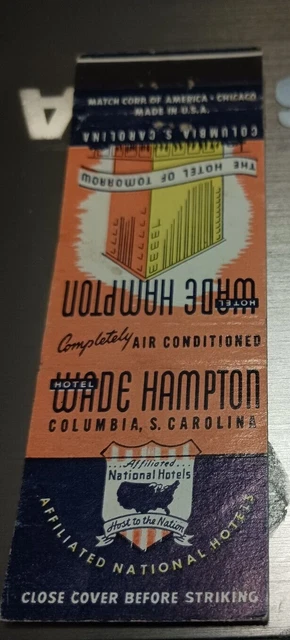 MATCH CORP. OF AMERICA • CHICAGO
MADE IN U.S.A.
COLUMBIA, S. CAROLINA
THE HOTEL OF TOMORROW
HOTEL
WADE HAMPTON
Completely AIR CONDITIONED
HOTEL
WADE HAMPTON
COLUMBIA, S. CAROLINA
Affiliated
National Hotels
Host to the Nation
AFFILIATED NATIONAL HOTELS
CLOSE COVER BEFORE STRIKING